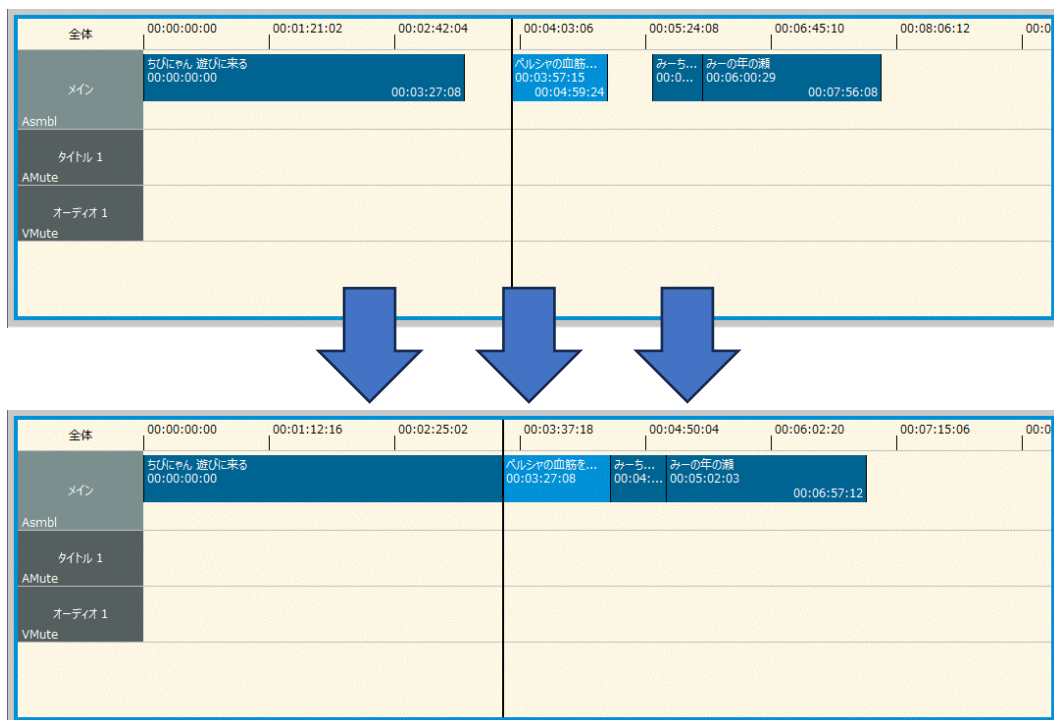 全体
00:00:00:00 00:01:21:02 00:02:42:04 00:04:03:06 00:05:24:08 00:06:45:10 00:08:06:12 00:0
メイン
Asmbl
ちびにゃん 遊びに来る
00:00:00:00
00:03:27:08
ペルシャの血筋...
00:03:57:15
00:04:59:24
みーち...
00:0...
みーの年の瀬
00:06:00:29
00:07:56:08
タイトル 1
AMute
オーディオ 1
VMute
全体
00:00:00:00 00:01:12:16 00:02:25:02 00:03:37:18 00:04:50:04 00:06:02:20 00:07:15:06 00:0
メイン
Asmbl
ちびにゃん 遊びに来る
00:00:00:00
ペルシャの血筋を...
00:03:27:08
みーち...
00:04:...
みーの年の瀬
00:05:02:03
00:06:57:12
タイトル 1
AMute
オーディオ 1
VMute